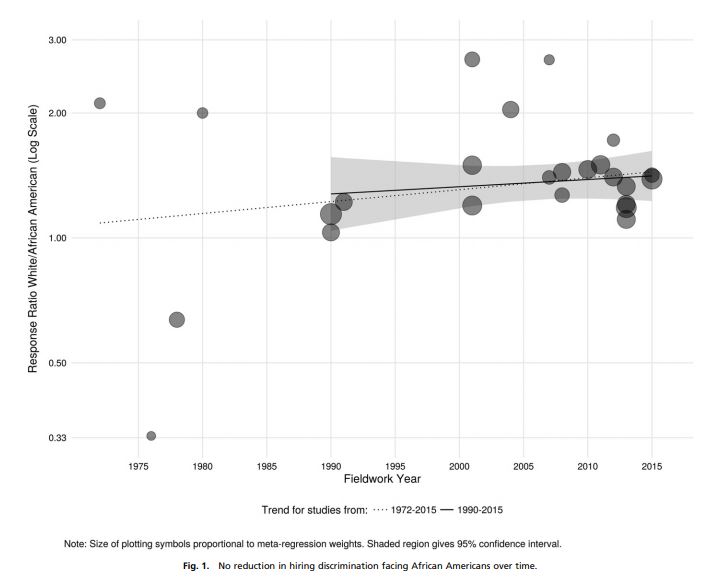 Response Ratio White/African American (Log Scale)
3.00
2.00
1.00
0.50
0.33
1975 1980 1985 1990 1995 2000 2005 2010 2015
Fieldwork Year
Trend for studies from: 1972-2015 1990-2015
Note: Size of plotting symbols proportional to meta-regression weights. Shaded region gives 95% confidence interval.
Fig. 1. No reduction in hiring discrimination facing African Americans over time.